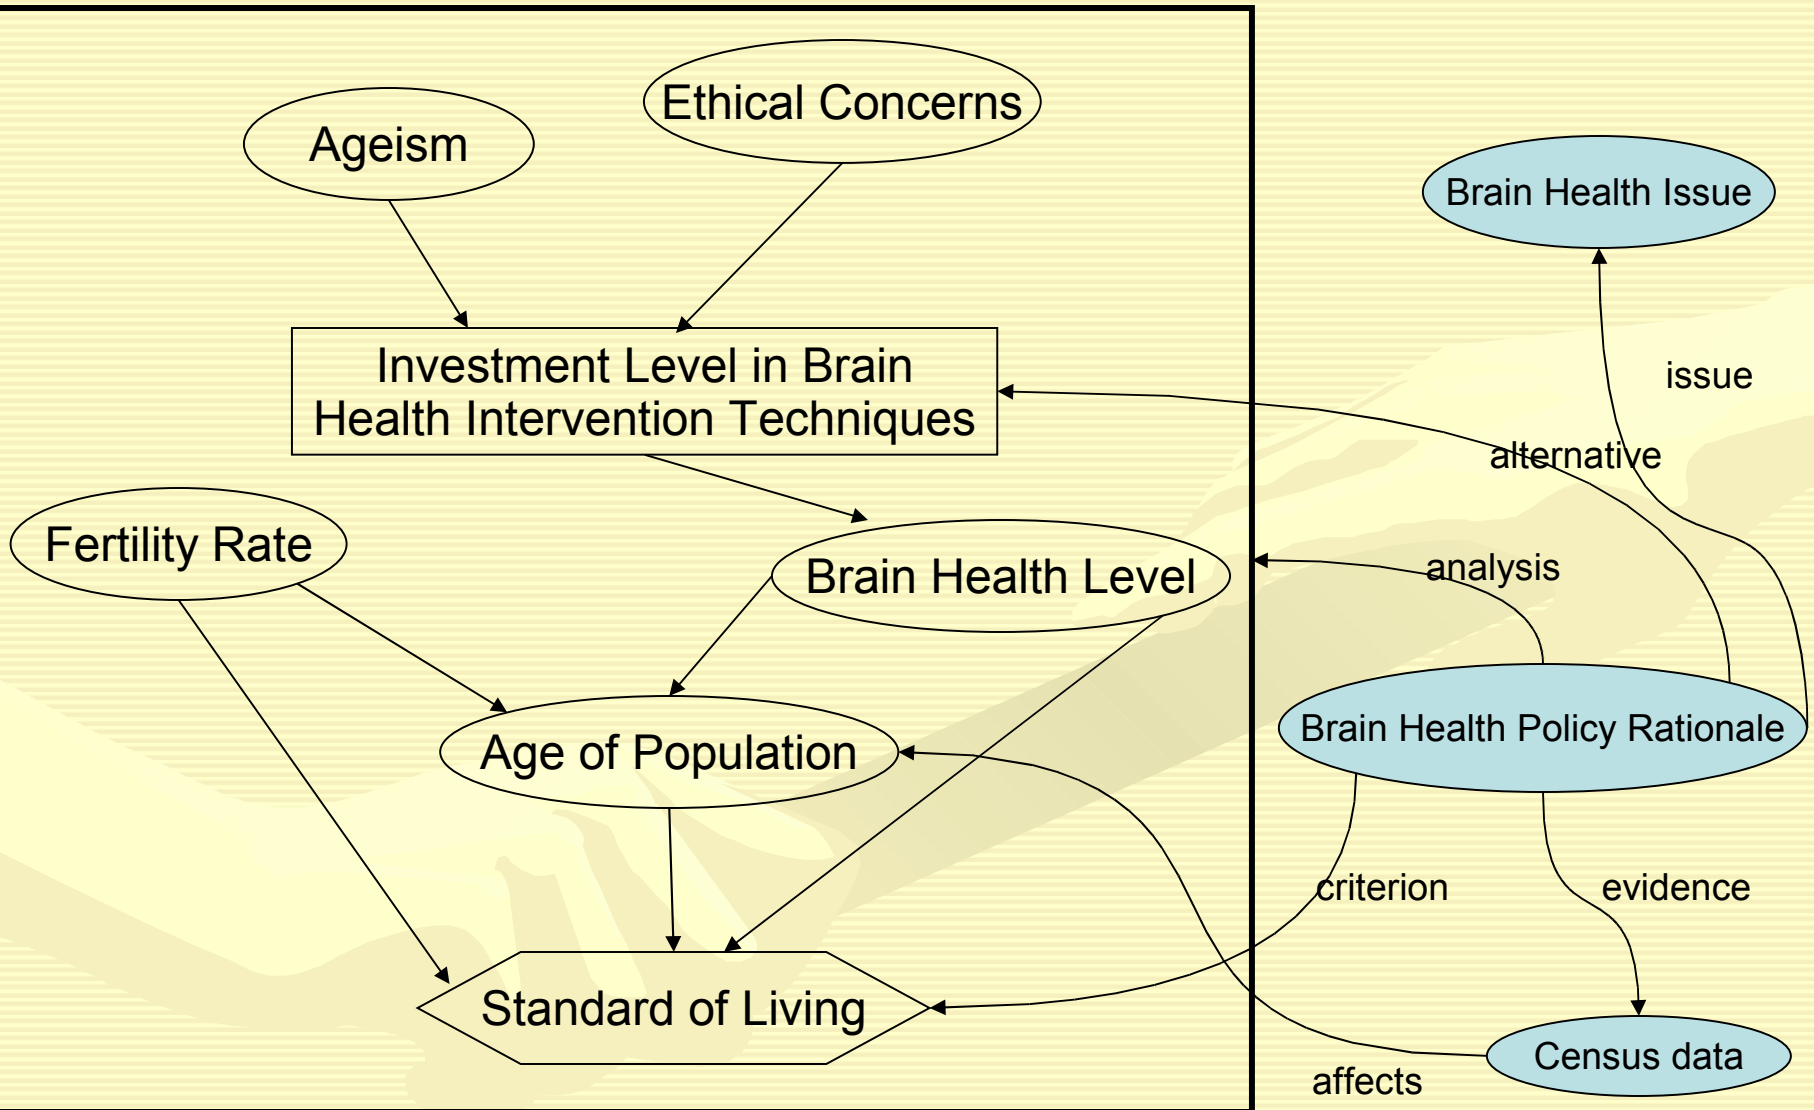 Ethical Concerns
Ageism
Brain Health Issue
Investment Level in Brain
Health Intervention Techniques
issue
alternative
Fertility Rate
Brain Health Level
analysis
Age of Population
Brain Health Policy Rationale
criterion
evidence
Standard of Living
Census data
affects